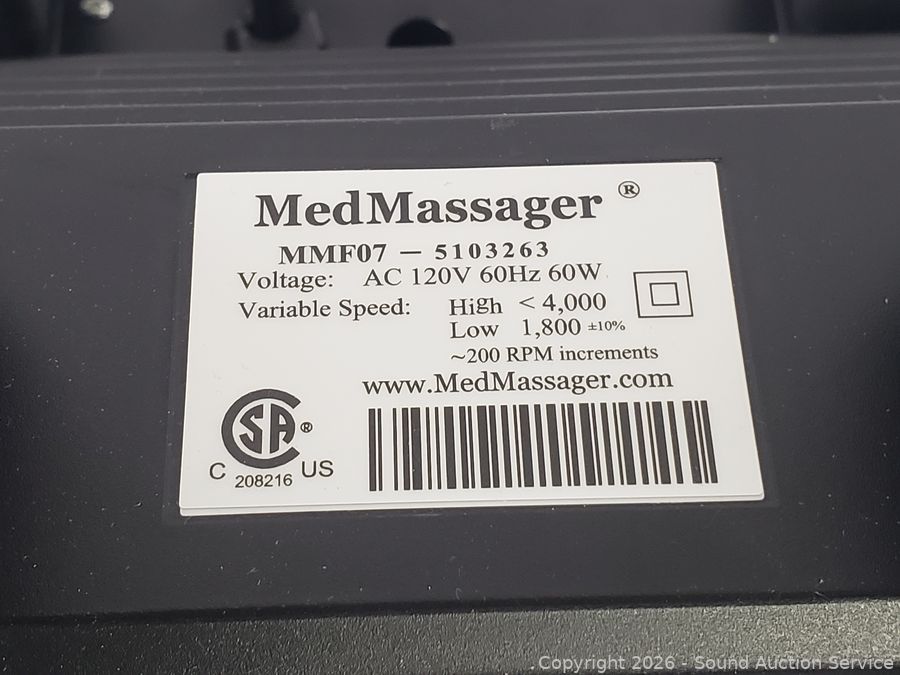 MedMassager ®
MMF07 – 5103263
Voltage: AC 120V 60Hz 60W
Variable Speed: High < 4,000
Low 1,800 ±10%
~200 RPM increments
www.MedMassager.com
CSA ®
C US
208216
Copyright 2026 - Sound Auction Service